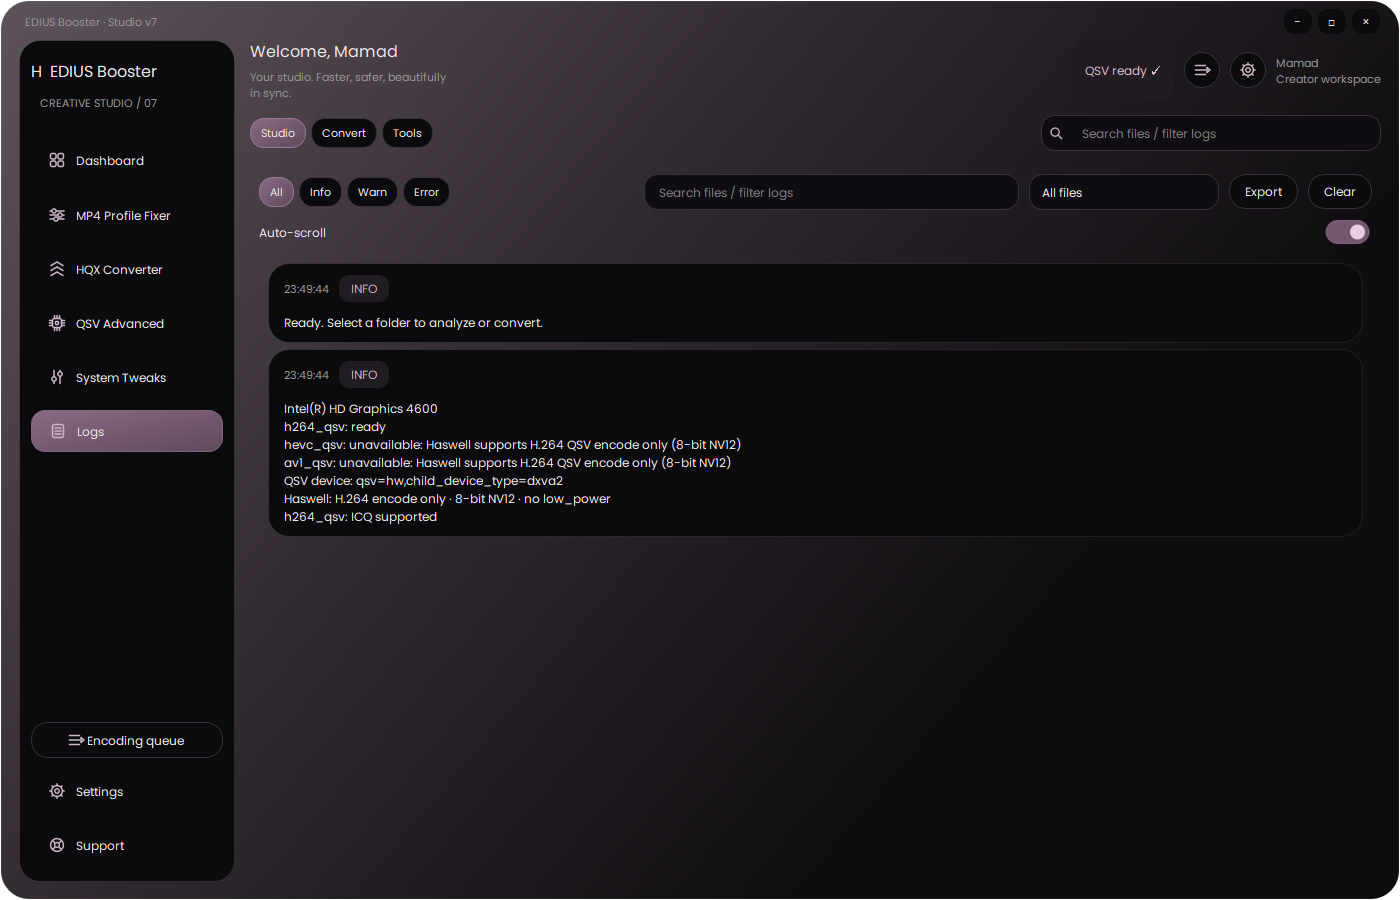 EDIUS Booster · Studio v7
H EDIUS Booster
CREATIVE STUDIO / 07
Dashboard
MP4 Profile Fixer
HQX Converter
QSV Advanced
System Tweaks
Logs
Encoding queue
Settings
Support
Welcome, Mamad
Your studio. Faster, safer, beautifully
in sync.
QSV ready ✓
Mamad
Creator workspace
Studio
Convert
Tools
Search files / filter logs
All
Info
Warn
Error
Search files / filter logs
All files
Export
Clear
Auto-scroll
23:49:44 INFO
Ready. Select a folder to analyze or convert.
23:49:44 INFO
Intel(R) HD Graphics 4600
h264_qsv: ready
hevc_qsv: unavailable: Haswell supports H.264 QSV encode only (8-bit NV12)
av1_qsv: unavailable: Haswell supports H.264 QSV encode only (8-bit NV12)
QSV device: qsv=hw,child_device_type=dxva2
Haswell: H.264 encode only · 8-bit NV12 · no low_power
h264_qsv: ICQ supported